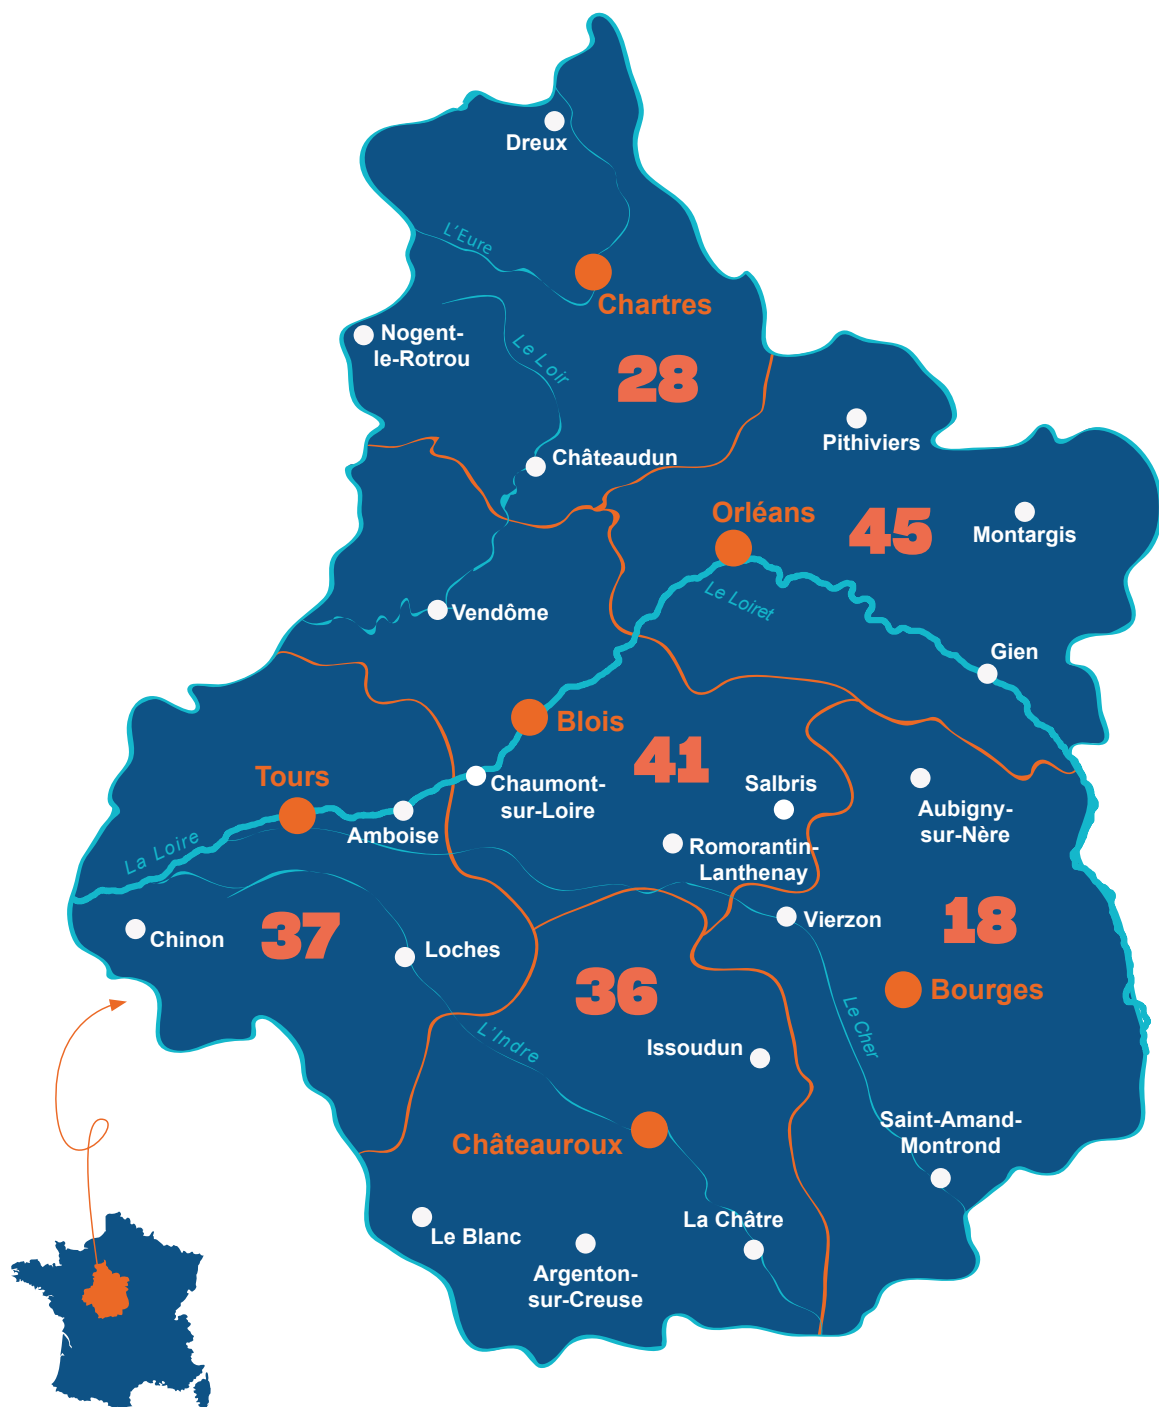 Dreux
L'Eure
Chartres
Nogent-
le-Rotrou
Le Loir
28
Pithiviers
Châteaudun
Orléans
45
Montargis
Le Loiret
Vendôme
Gien
Blois
41
Tours
Chaumont-
sur-Loire
Salbris
Aubigny-
sur-Nère
Amboise
La Loire
Romorantin-
Lanthenay
37
18
Vierzon
Chinon
Loches
36
Bourges
Le Cher
L'Indre
Issoudun
Saint-Amand-
Montrond
Châteauroux
La Châtre
Le Blanc
Argenton-
sur-Creuse